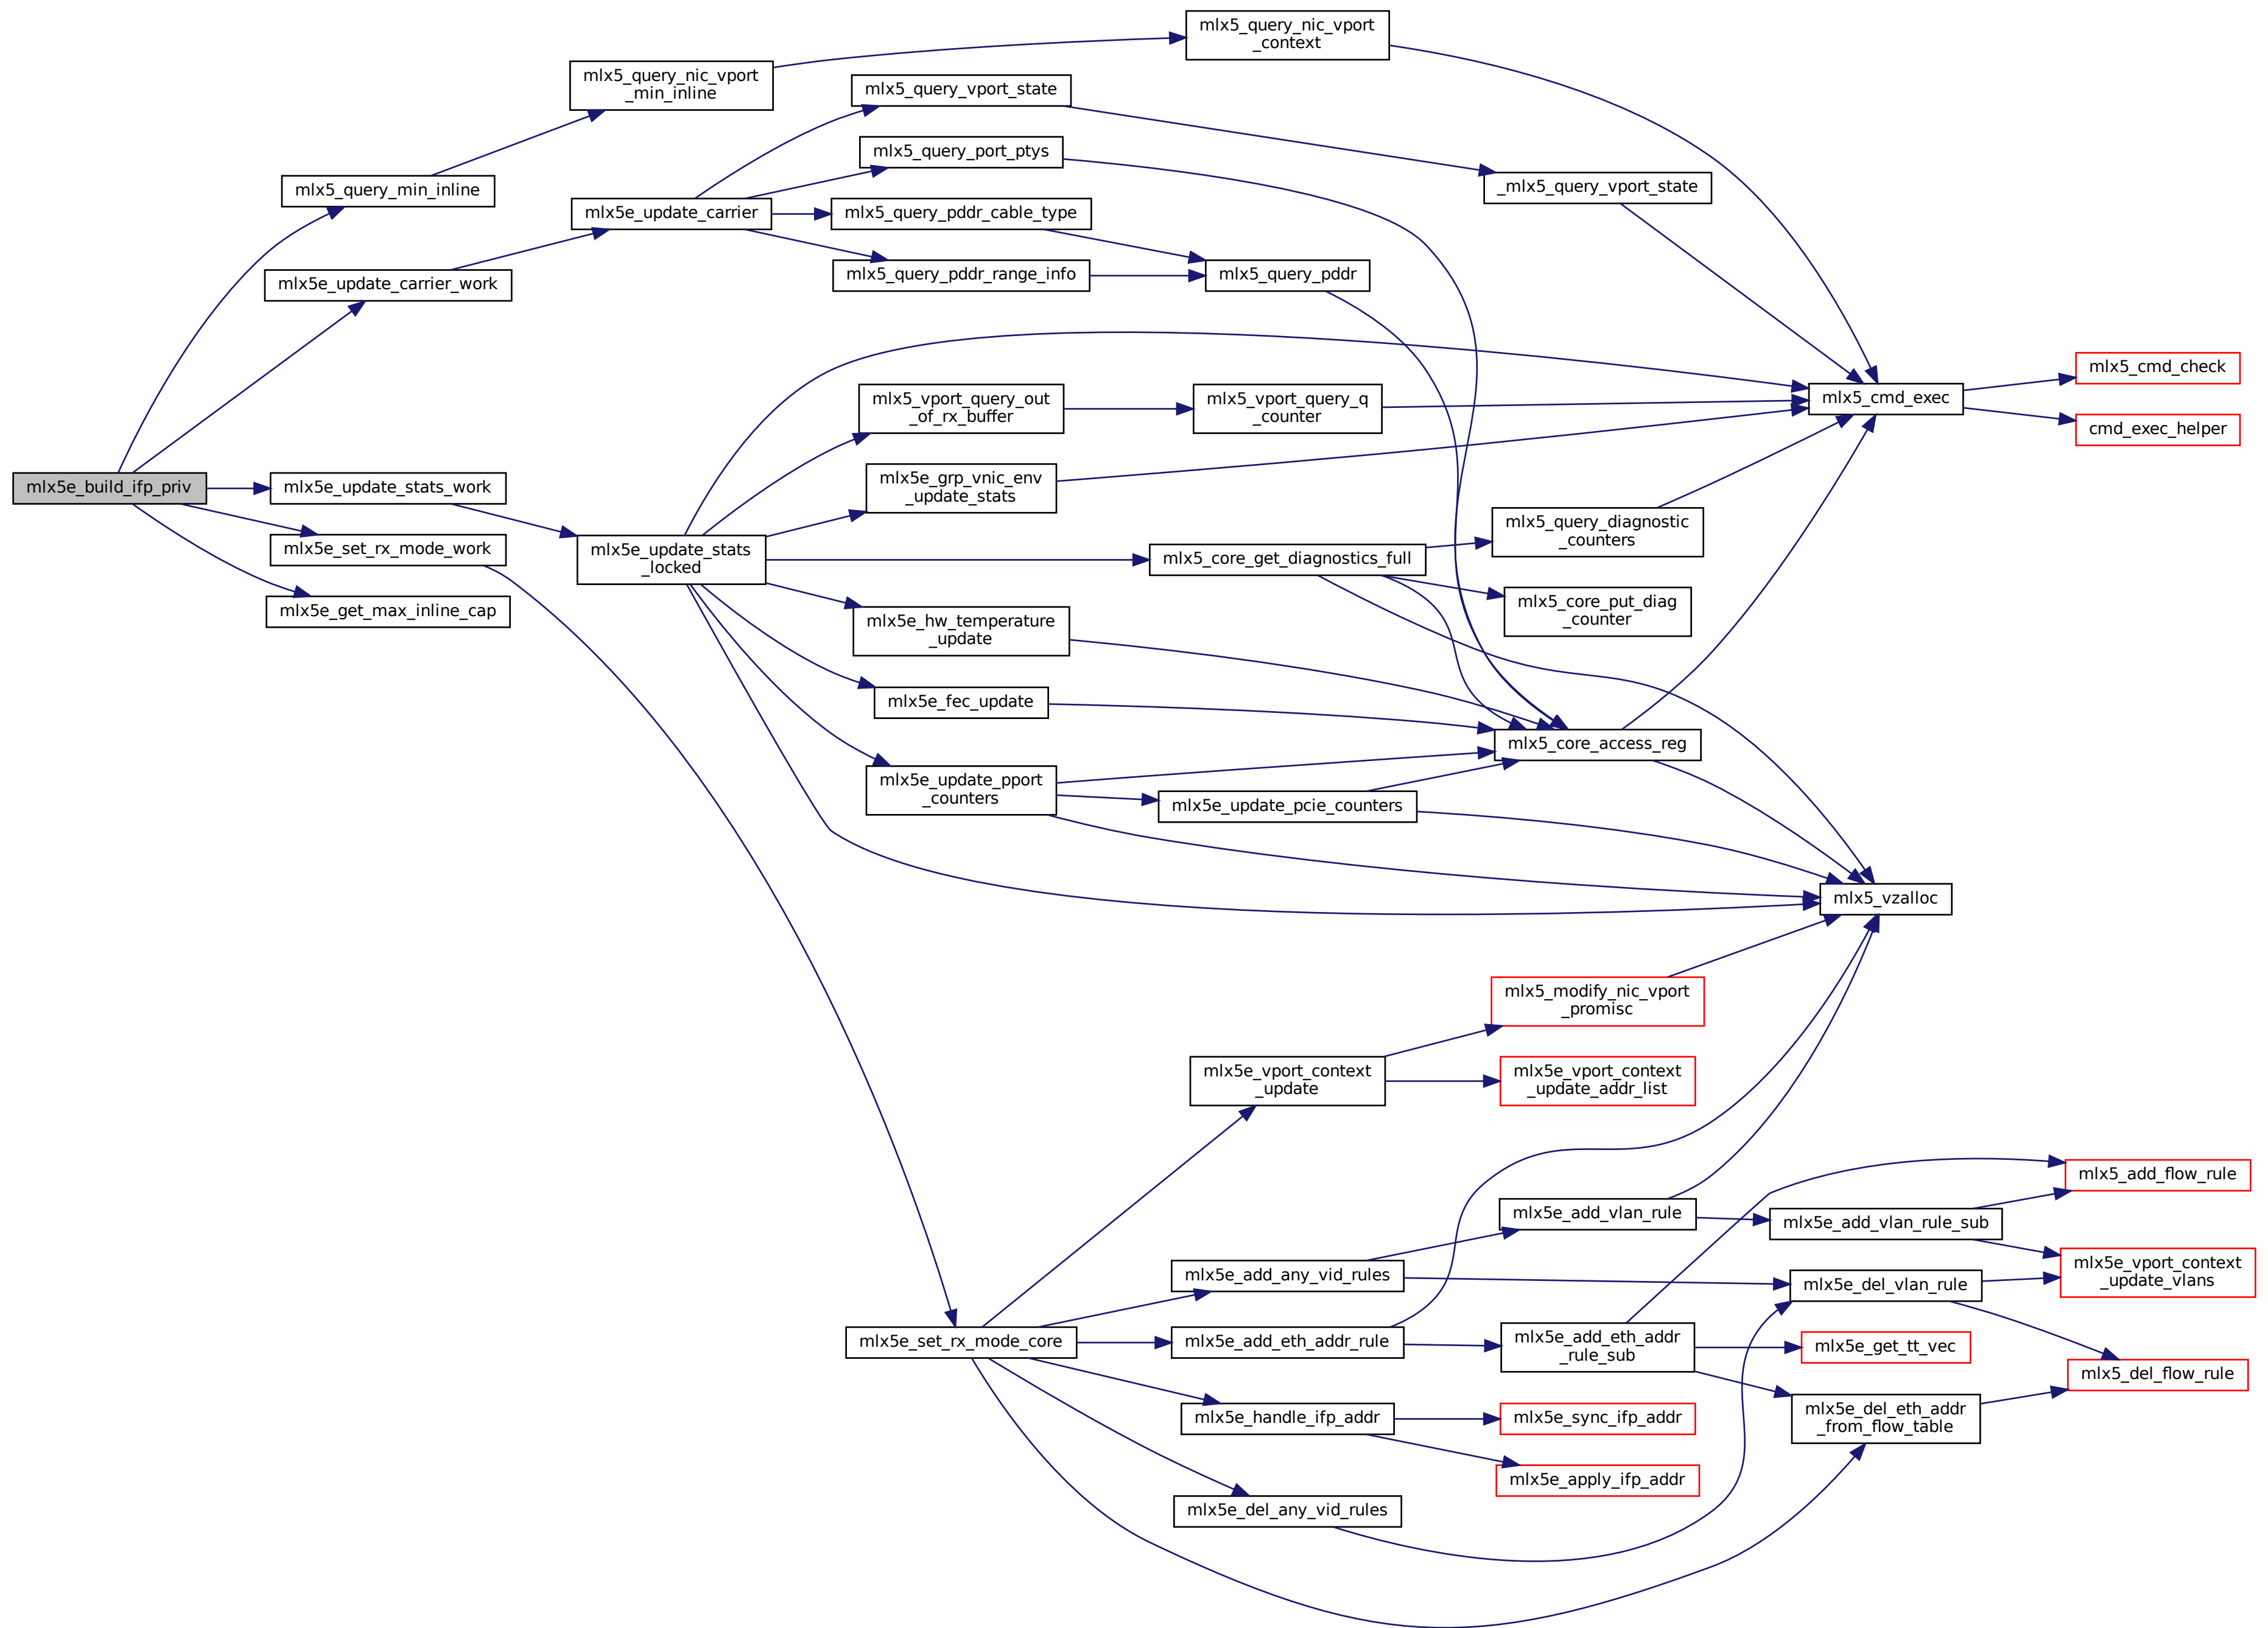 mlx5_query_nic_vport
_context
mlx5_query_nic_vport
_min_inline
mlx5_query_vport_state
mlx5_query_port_ptys
mlx5_query_min_inline
_mlx5_query_vport_state
mlx5e_update_carrier
mlx5_query_pddr_cable_type
mlx5e_update_carrier_work
mlx5_query_pddr_range_info
mlx5_query_pddr
mlx5_cmd_check
mlx5_cmd_exec
mlx5_vport_query_out
_of_rx_buffer
mlx5_vport_query_q
_counter
cmd_exec_helper
mlx5e_build_ifp_priv
mlx5e_update_stats_work
mlx5e_grp_vnic_env
_update_stats
mlx5_query_diagnostic
_counters
mlx5e_set_rx_mode_work
mlx5e_update_stats
_locked
mlx5_core_get_diagnostics_full
mlx5e_get_max_inline_cap
mlx5_core_put_diag
_counter
mlx5e_hw_temperature
_update
mlx5e_fec_update
mlx5_core_access_reg
mlx5e_update_pport
_counters
mlx5e_update_pcie_counters
mlx5_vzalloc
mlx5_modify_nic_vport
_promisc
mlx5e_vport_context
_update
mlx5e_vport_context
_update_addr_list
mlx5_add_flow_rule
mlx5e_add_vlan_rule
mlx5e_add_vlan_rule_sub
mlx5e_add_any_vid_rules
mlx5e_del_vlan_rule
mlx5e_vport_context
_update_vlans
mlx5e_set_rx_mode_core
mlx5e_add_eth_addr_rule
mlx5e_add_eth_addr
_rule_sub
mlx5e_get_tt_vec
mlx5_del_flow_rule
mlx5e_handle_ifp_addr
mlx5e_sync_ifp_addr
mlx5e_del_eth_addr
_from_flow_table
mlx5e_apply_ifp_addr
mlx5e_del_any_vid_rules